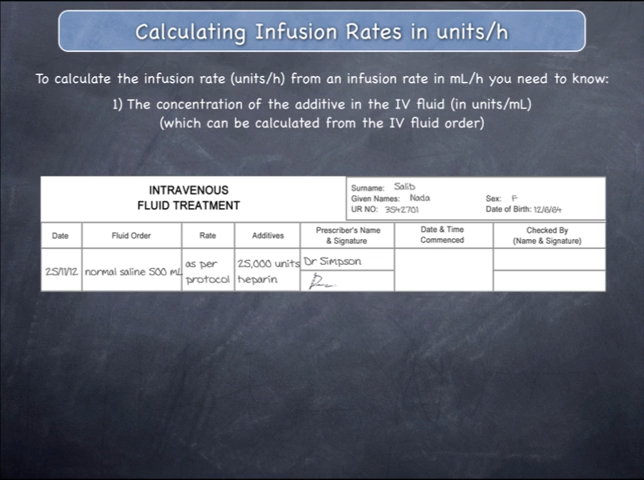 Calculating Infusion Rates in units/h
To calculate the infusion rate (units/h) from an infusion rate in mL/h you need to know:
1) The concentration of the additive in the IV fluid (in units/mL)
(which can be calculated from the IV fluid order)
INTRAVENOUS
FLUID TREATMENT
Surname: Salib
Given Names: Nada Sex: F
UR NO: 3542701 Date of Birth: 12/6/64
Date Fluid Order Rate Additives Prescriber's Name & Signature Date & Time Commenced Checked By (Name & Signature)
25/11/12 normal saline 500 mL as per protocol 25,000 units heparin Dr Simpson